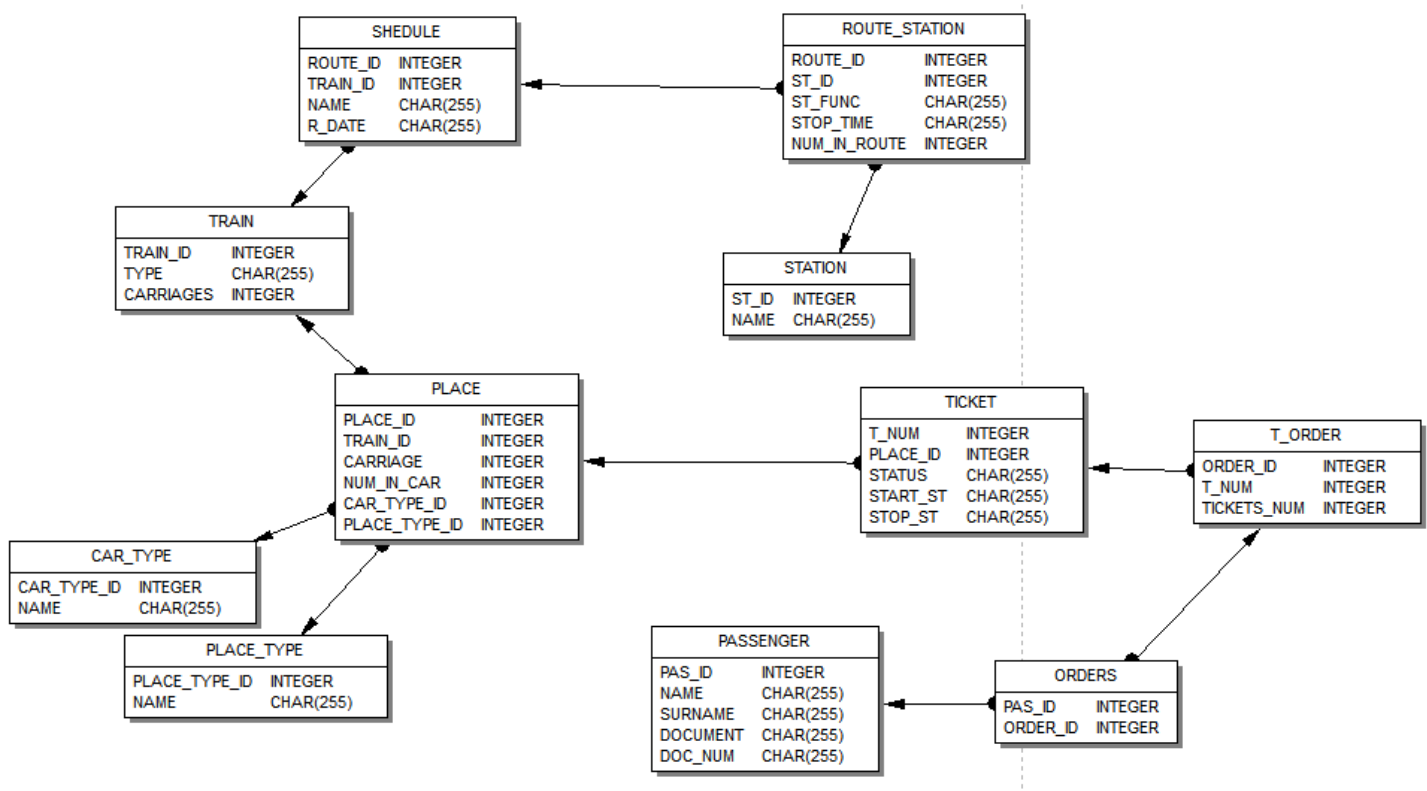 SHEDULE
ROUTE_ID INTEGER
TRAIN_ID INTEGER
NAME CHAR(255)
R_DATE CHAR(255)
ROUTE_STATION
ROUTE_ID INTEGER
ST_ID INTEGER
ST_FUNC CHAR(255)
STOP_TIME CHAR(255)
NUM_IN_ROUTE INTEGER
TRAIN
TRAIN_ID INTEGER
TYPE CHAR(255)
CARRIAGES INTEGER
STATION
ST_ID INTEGER
NAME CHAR(255)
PLACE
PLACE_ID INTEGER
TRAIN_ID INTEGER
CARRIAGE INTEGER
NUM_IN_CAR INTEGER
CAR_TYPE_ID INTEGER
PLACE_TYPE_ID INTEGER
TICKET
T_NUM INTEGER
PLACE_ID INTEGER
STATUS CHAR(255)
START_ST CHAR(255)
STOP_ST CHAR(255)
T_ORDER
ORDER_ID INTEGER
T_NUM INTEGER
TICKETS_NUM INTEGER
CAR_TYPE
CAR_TYPE_ID INTEGER
NAME CHAR(255)
PLACE_TYPE
PLACE_TYPE_ID INTEGER
NAME CHAR(255)
PASSENGER
PAS_ID INTEGER
NAME CHAR(255)
SURNAME CHAR(255)
DOCUMENT CHAR(255)
DOC_NUM CHAR(255)
ORDERS
PAS_ID INTEGER
ORDER_ID INTEGER